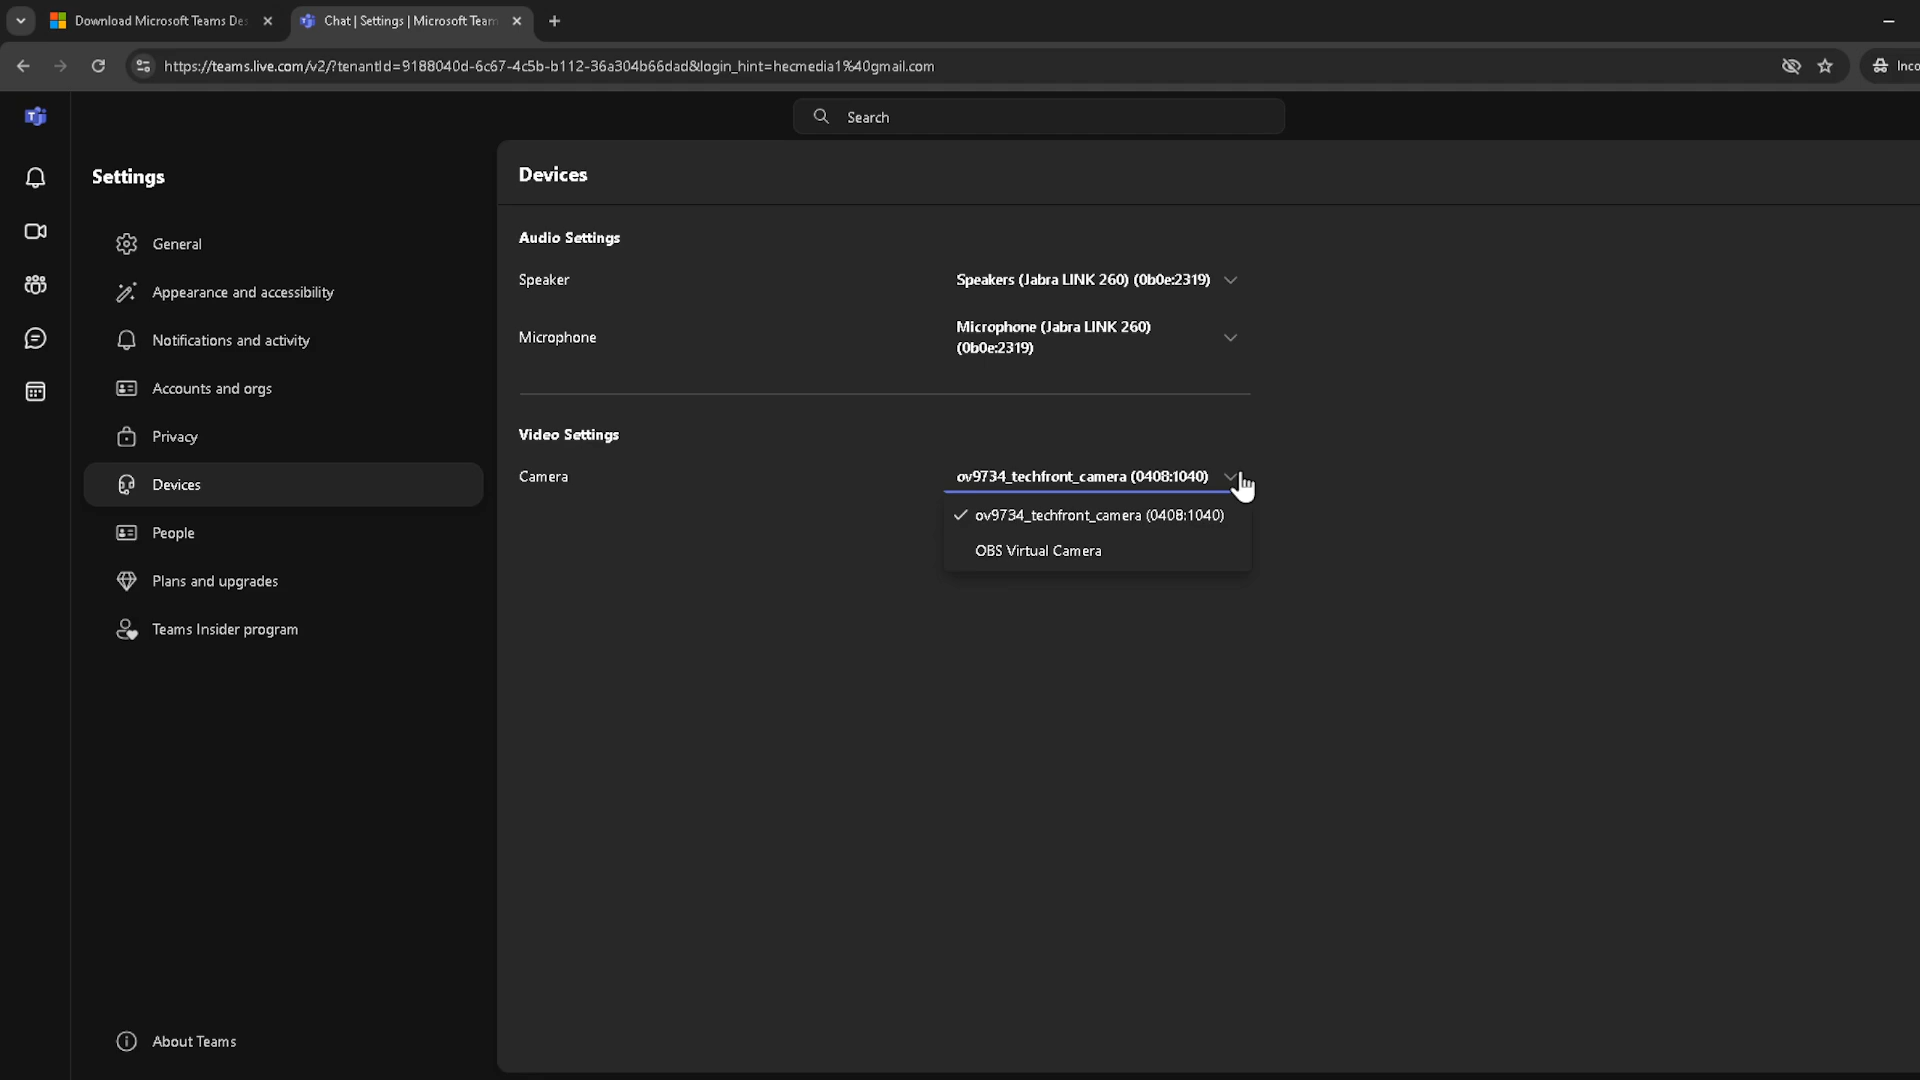 Download Microsoft Teams De
Chat | Settings | Microsoft Team
https://teams.live.com/v2/?tenantId=9188040d-6c67-4c5b-b112-36a304b66dad&login_hint=hecmedia1%40gmail.com
Inco
Search
Settings
General
Appearance and accessibility
Notifications and activity
Accounts and orgs
Privacy
Devices
People
Plans and upgrades
Teams Insider program
About Teams
Devices
Audio Settings
Speaker
Speakers (Jabra LINK 260) (0b0e:2319)
Microphone
Microphone (Jabra LINK 260)
(0b0e:2319)
Video Settings
Camera
ov9734_techfront_camera (0408:1040)
ov9734_techfront_camera (0408:1040)
OBS Virtual Camera